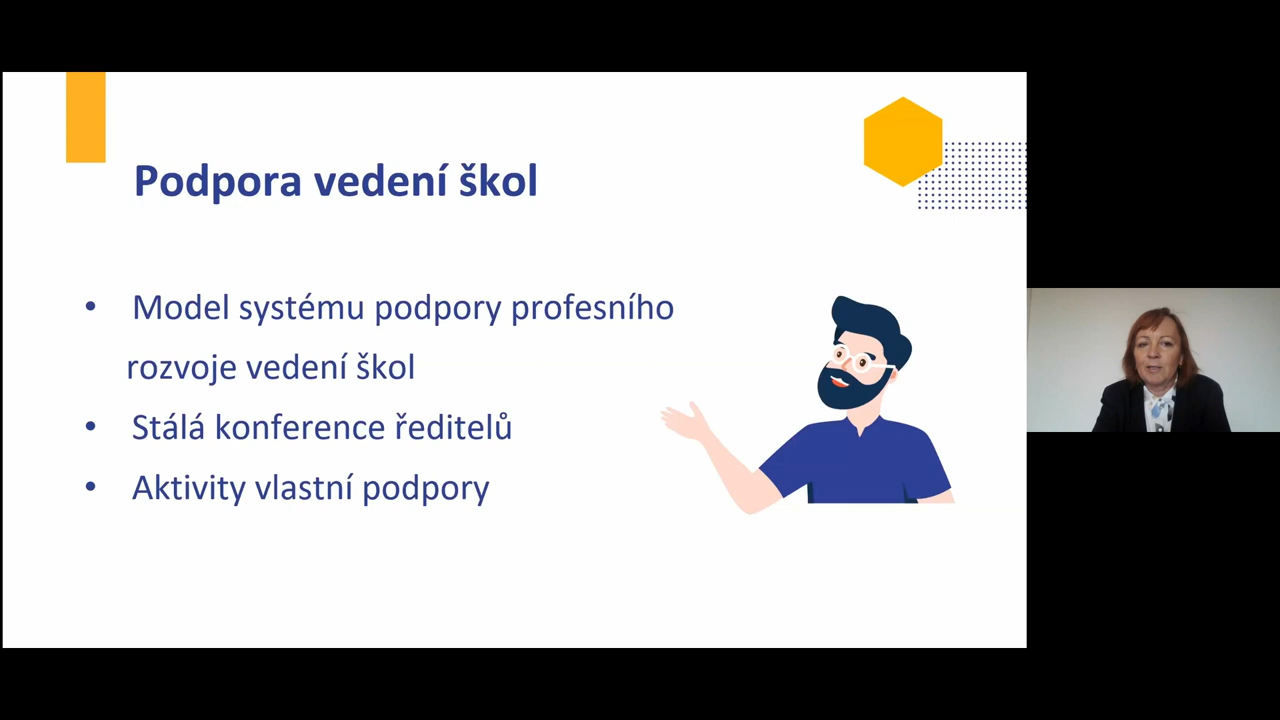 Podpora vedení škol
• Model systému podpory profesního
rozvoje vedení škol
• Stálá konference ředitelů
• Aktivity vlastní podpory